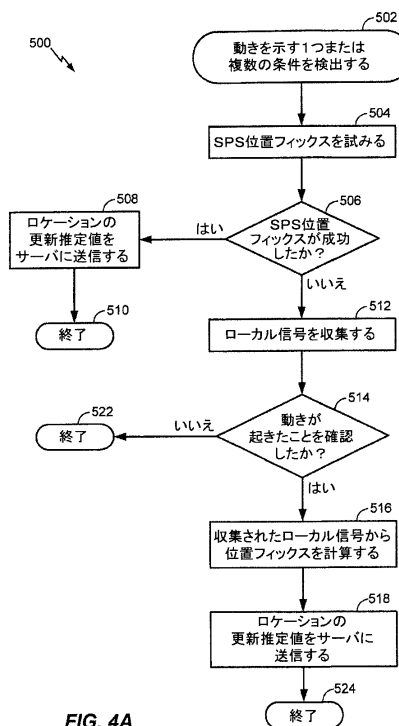 500
502
動きを示す1つまたは
複数の条件を検出する
504
SPS位置フィックスを試みる
506
SPS位置
フィックスが成功
したか?
はい
508
ロケーションの
更新推定値を
サーバに送信する
510
終了
いいえ
512
ローカル信号を収集する
514
動きが
起きたことを確認
したか?
いいえ
522
終了
はい
516
収集されたローカル信号から
位置フィックスを計算する
518
ロケーションの
更新推定値をサーバに
送信する
524
終了
FIG. 4A